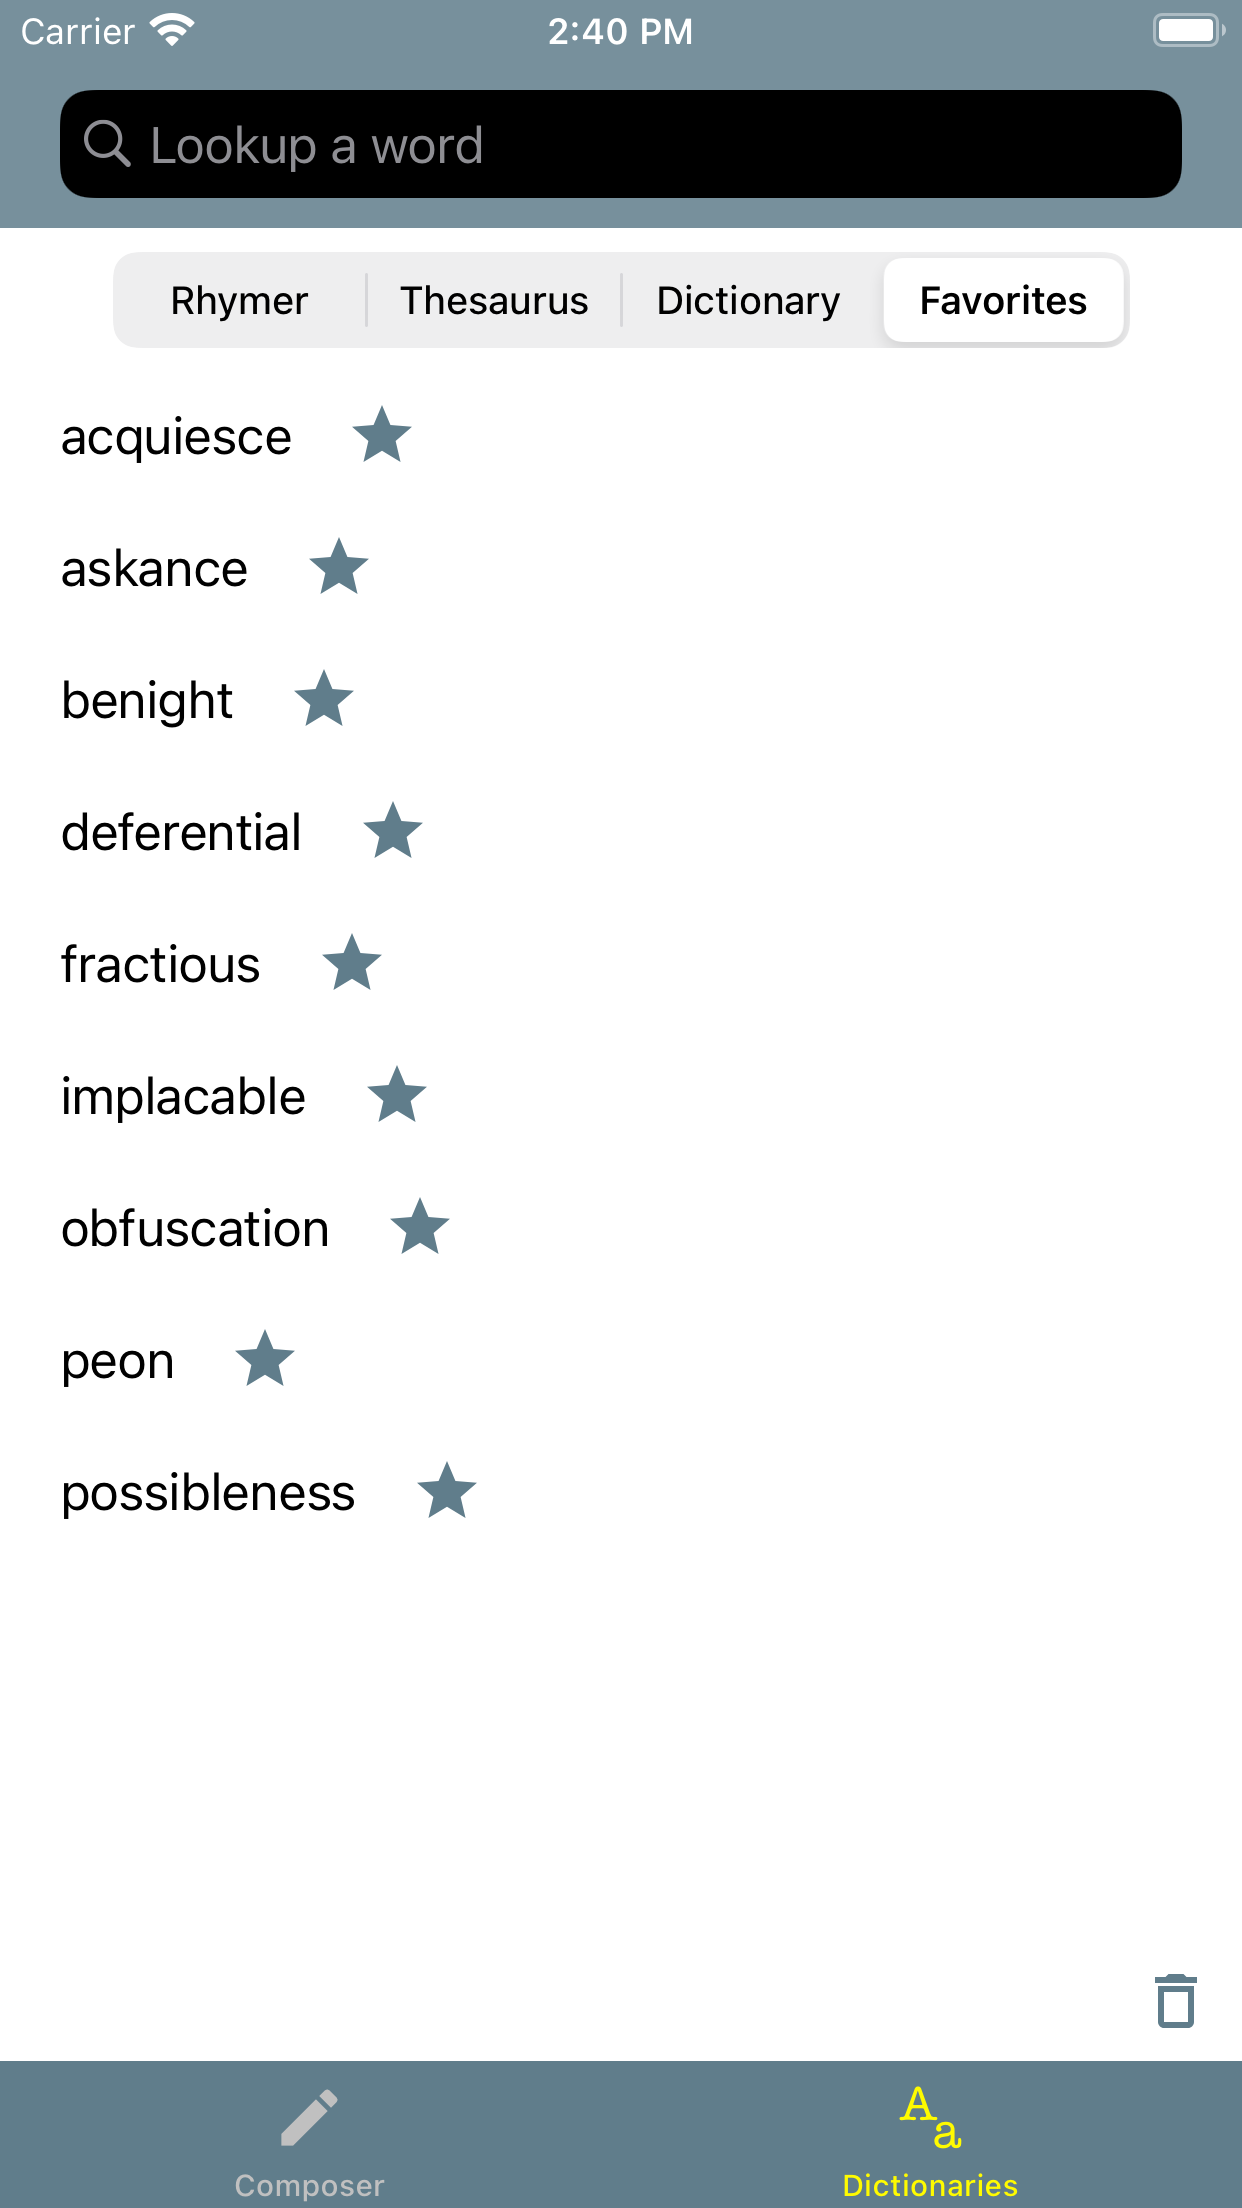 Carrier 2:40 PM
Lookup a word
Rhymer Thesaurus Dictionary Favorites
acquiesce
askance
benight
deferential
fractious
implacable
obfuscation
peon
possibleness
Composer Dictionaries